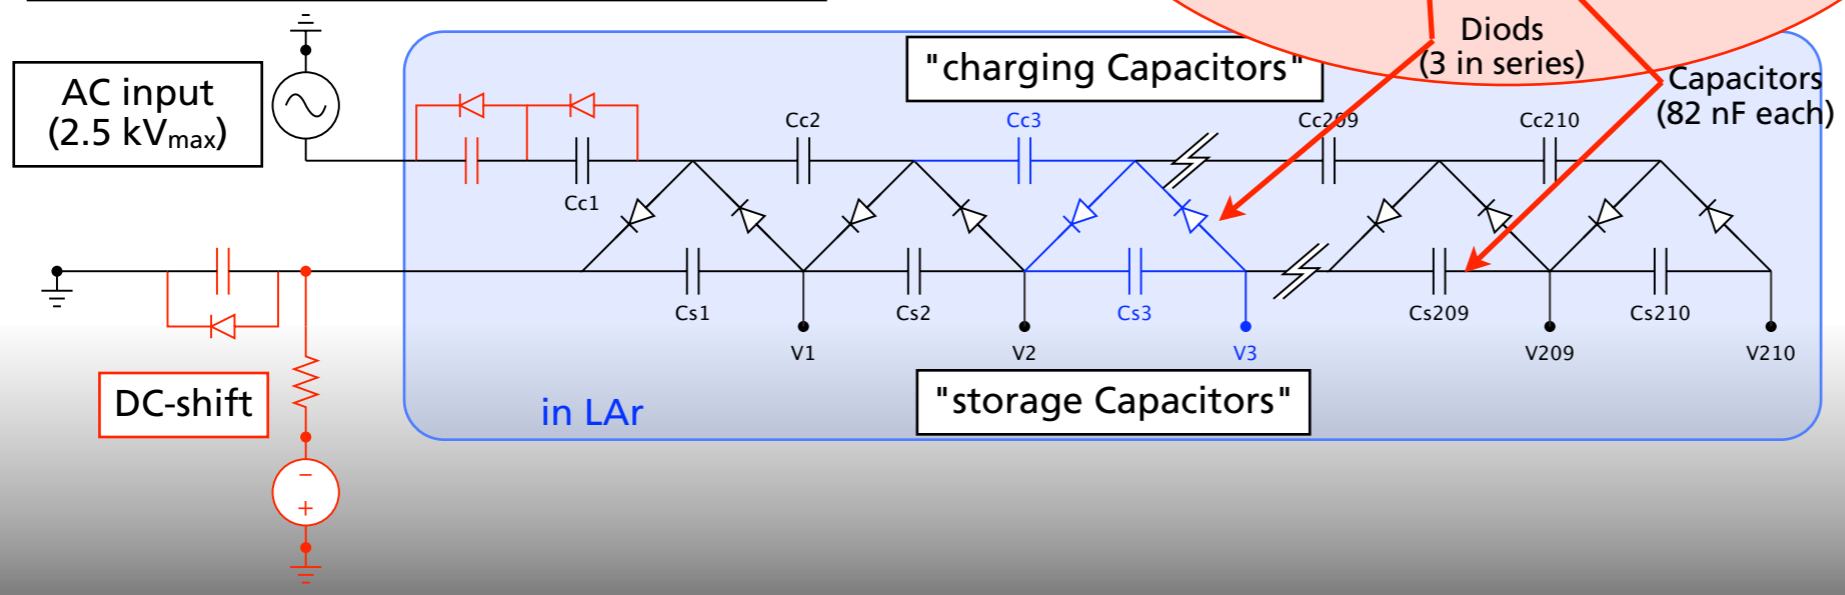 AC input
(2.5 kVmax)
"charging Capacitors"
Diods
(3 in series)
Capacitors
(82 nF each)
Cc1
Cc2
Cc3
Cc209
Cc210
Cs1
Cs2
Cs3
Cs209
Cs210
V1
V2
V3
V209
V210
DC-shift
−
+
in LAr
"storage Capacitors"